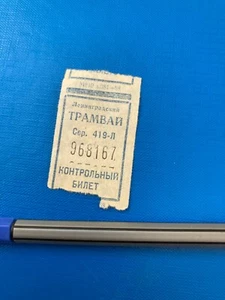 Ленинградский
ТРАМВАЙ
Сер. 419-Л
968167
КОНТРОЛЬНЫЙ
БИЛЕТ